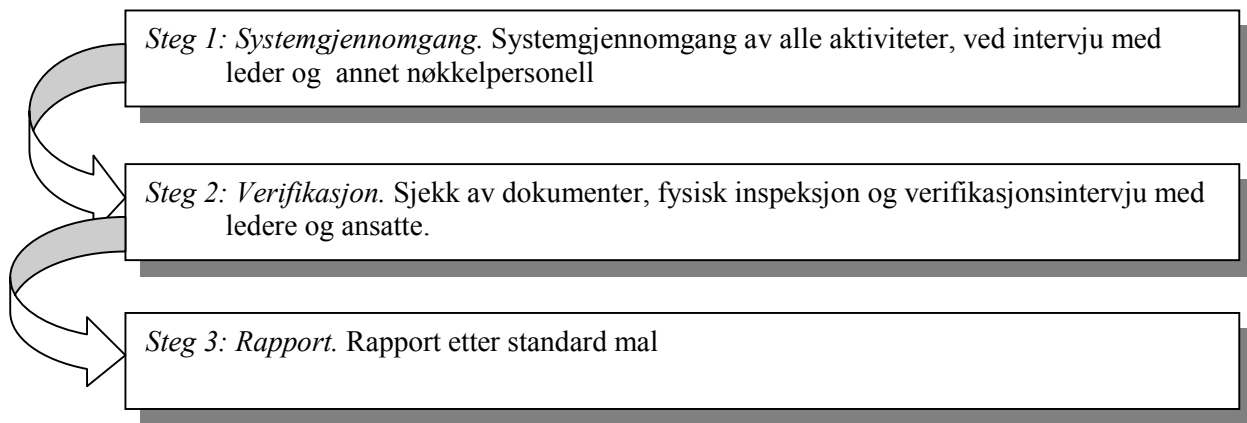 Steg 1: Systemgjennomgang. Systemgjennomgang av alle aktiviteter, ved intervju med
leder og annet nøkkelpersonell
Steg 2: Verifikasjon. Sjekk av dokumenter, fysisk inspeksjon og verifikasjonsintervju med
ledere og ansatte.
Steg 3: Rapport. Rapport etter standard mal